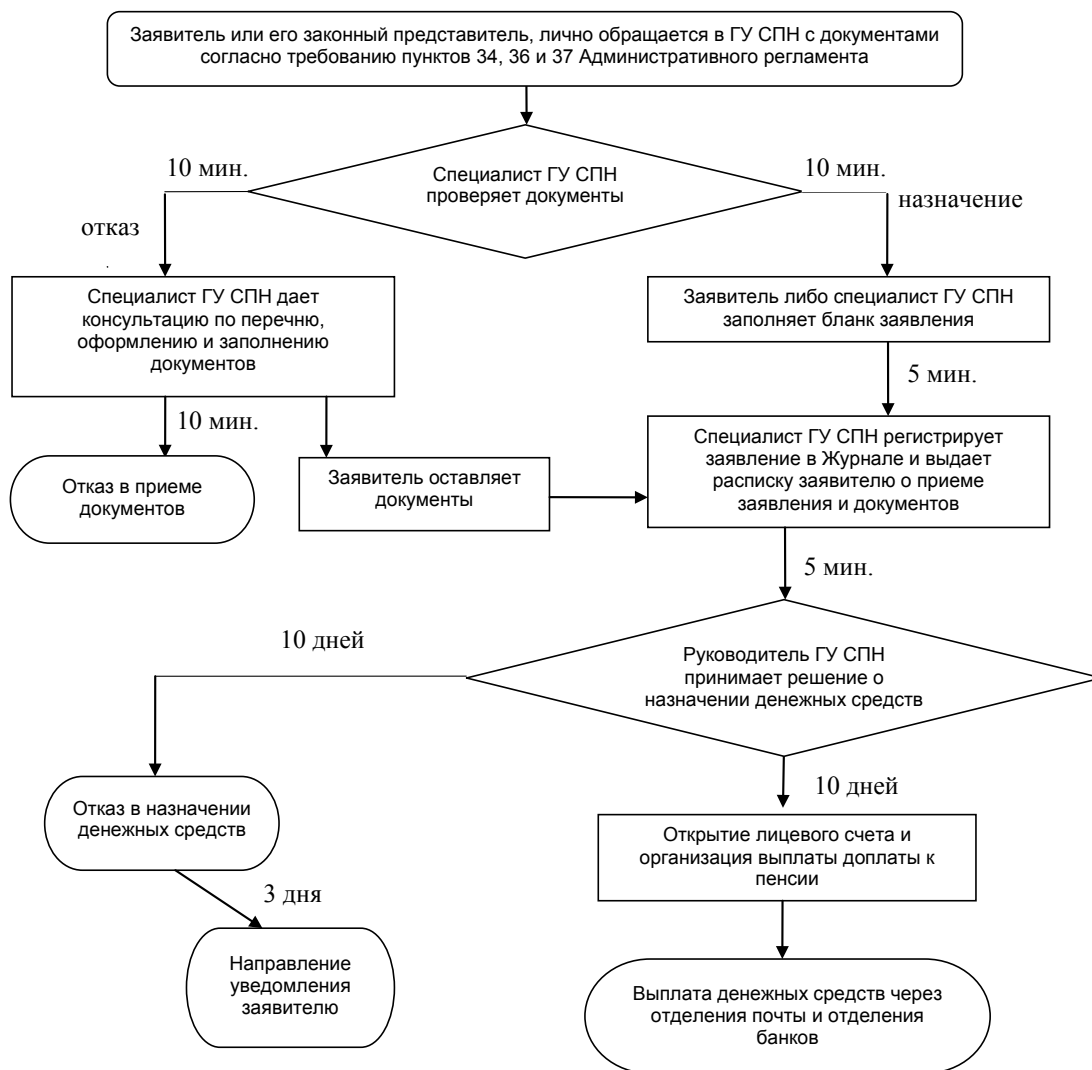 Заявитель или его законный представитель, лично обращается в ГУ СПН с документами
согласно требованию пунктов 34, 36 и 37 Административного регламента
10 мин.
Специалист ГУ СПН
проверяет документы
10 мин.
отказ
назначение
Специалист ГУ СПН дает
консультацию по перечню,
оформлению и заполнению
документов
Заявитель либо специалист ГУ СПН
заполняет бланк заявления
5 мин.
10 мин.
Отказ в приеме
документов
Заявитель оставляет
документы
Специалист ГУ СПН регистрирует
заявление в Журнале и выдает
расписку заявителю о приеме
заявления и документов
5 мин.
10 дней
Руководитель ГУ СПН
принимает решение о
назначении денежных средств
Отказ в назначении
денежных средств
10 дней
Открытие лицевого счета и
организация выплаты доплаты к
пенсии
3 дня
Направление
уведомления
заявителю
Выплата денежных средств через
отделения почты и отделения
банков